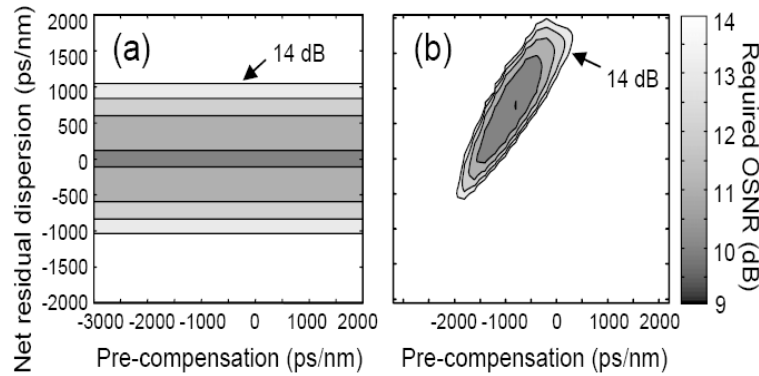 Net residual dispersion (ps/nm)
2000
1500
1000
500
0
-500
-1000
-1500
-2000
(a)
14 dB
-3000 -2000 -1000 0 1000 2000
Pre-compensation (ps/nm)
(b)
14 dB
-2000 -1000 0 1000 2000
Pre-compensation (ps/nm)
14
13
12
11
10
9
Required OSNR (dB)